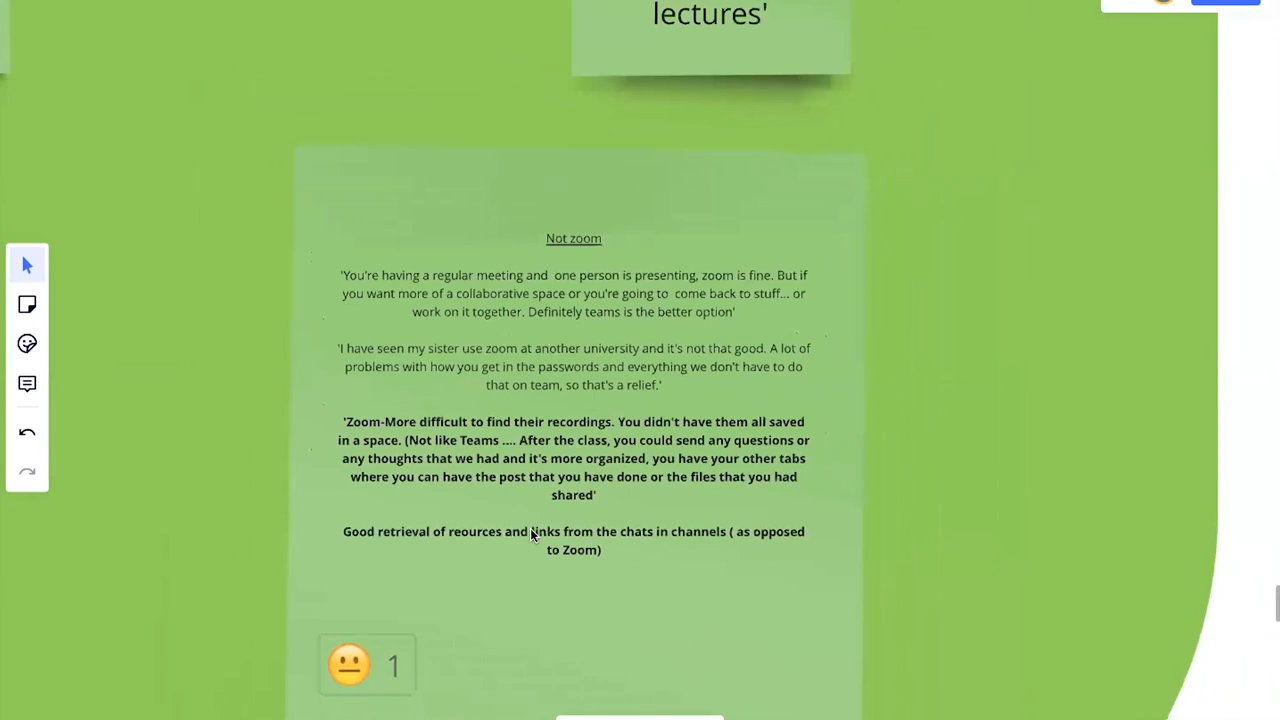 lectures'
Not zoom
'You're having a regular meeting and one person is presenting, zoom is fine. But if
you want more of a collaborative space or you're going to come back to stuff... or
work on it together. Definitely teams is the better option'
'I have seen my sister use zoom at another university and it's not that good. A lot of
problems with how you get in the passwords and everything we don't have to do
that on team, so that's a relief.'
'Zoom-More difficult to find their recordings. You didn't have them all saved
in a space. (Not like Teams .... After the class, you could send any questions or
any thoughts that we had and it's more organized, you have your other tabs
where you can have the post that you have done or the files that you had
shared'
Good retrieval of reources and links from the chats in channels ( as opposed
to Zoom)
1